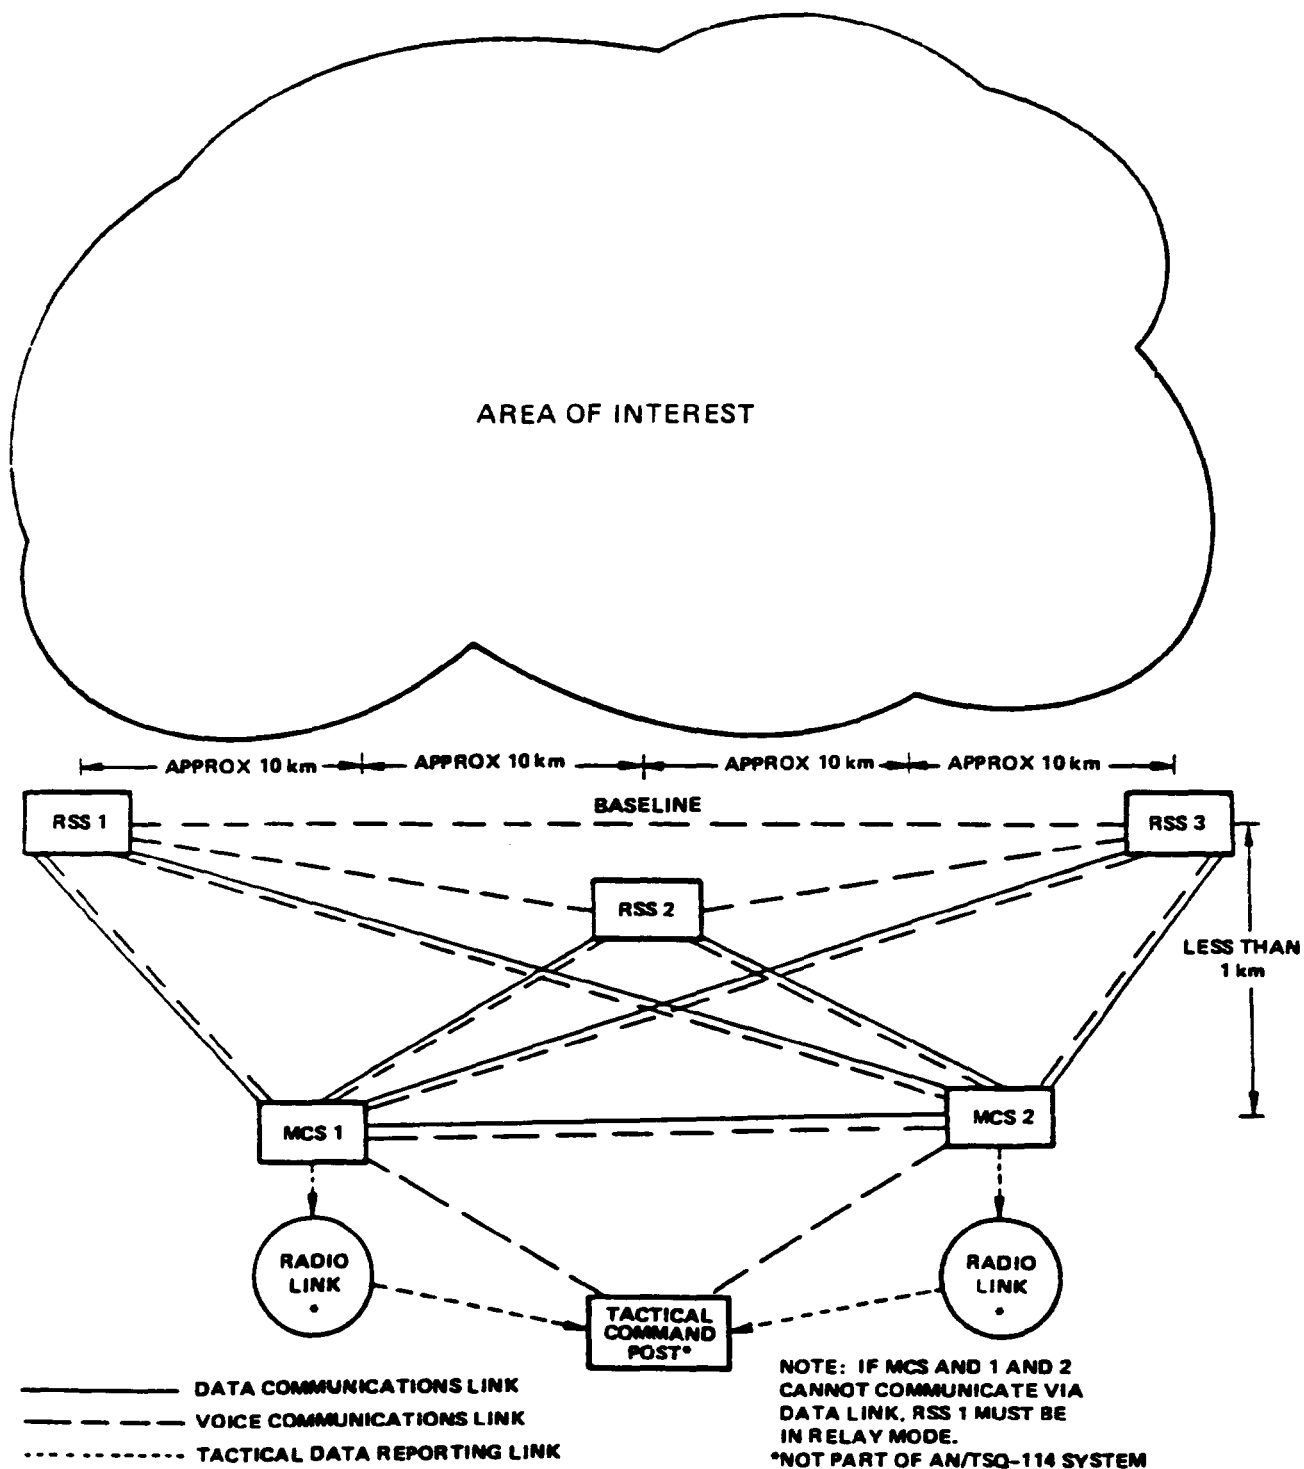 AREA OF INTEREST
APPROX 10 km
APPROX 10 km
APPROX 10 km
APPROX 10 km
BASELINE
RSS 1
RSS 3
RSS 2
LESS THAN
1 km
MCS 1
MCS 2
RADIO
LINK
*
RADIO
LINK
*
TACTICAL
COMMAND
POST*
DATA COMMUNICATIONS LINK
VOICE COMMUNICATIONS LINK
TACTICAL DATA REPORTING LINK
NOTE: IF MCS AND 1 AND 2
CANNOT COMMUNICATE VIA
DATA LINK, RSS 1 MUST BE
IN RELAY MODE.
*NOT PART OF AN/TSQ-114 SYSTEM